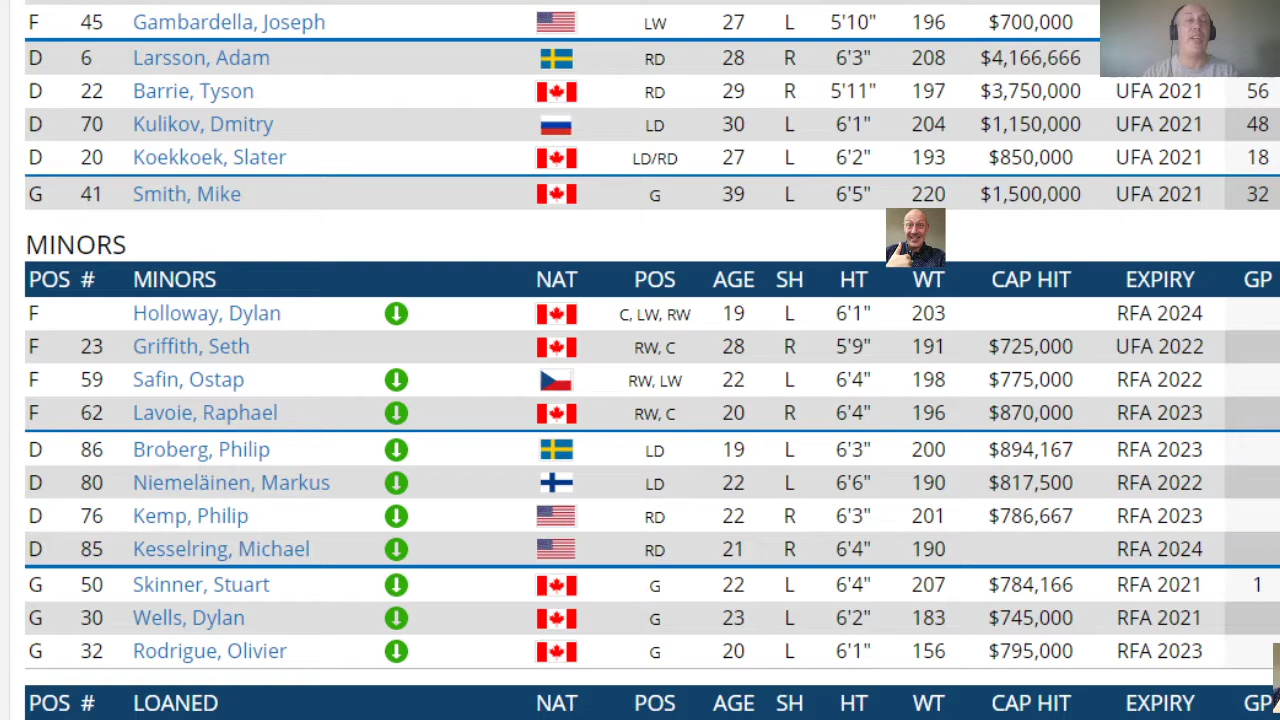 F 45 Gambardella, Joseph LW 27 L 5'10" 196 $700,000
D 6 Larsson, Adam RD 28 R 6'3" 208 $4,166,666
D 22 Barrie, Tyson RD 29 R 5'11" 197 $3,750,000 UFA 2021 56
D 70 Kulikov, Dmitry LD 30 L 6'1" 204 $1,150,000 UFA 2021 48
D 20 Koekkoek, Slater LD/RD 27 L 6'2" 193 $850,000 UFA 2021 18
G 41 Smith, Mike G 39 L 6'5" 220 $1,500,000 UFA 2021 32
MINORS
POS # MINORS NAT POS AGE SH HT WT CAP HIT EXPIRY GP
F Holloway, Dylan C, LW, RW 19 L 6'1" 203 RFA 2024
F 23 Griffith, Seth RW, C 28 R 5'9" 191 $725,000 UFA 2022
F 59 Safin, Ostap RW, LW 22 L 6'4" 198 $775,000 RFA 2022
F 62 Lavoie, Raphael RW, C 20 R 6'4" 196 $870,000 RFA 2023
D 86 Broberg, Philip LD 19 L 6'3" 200 $894,167 RFA 2023
D 80 Niemeläinen, Markus LD 22 L 6'6" 190 $817,500 RFA 2022
D 76 Kemp, Philip RD 22 R 6'3" 201 $786,667 RFA 2023
D 85 Kesselring, Michael RD 21 R 6'4" 190 RFA 2024
G 50 Skinner, Stuart G 22 L 6'4" 207 $784,166 RFA 2021 1
G 30 Wells, Dylan G 23 L 6'2" 183 $745,000 RFA 2021
G 32 Rodrigue, Olivier G 20 L 6'1" 156 $795,000 RFA 2023
POS # LOANED NAT POS AGE SH HT WT CAP HIT EXPIRY GP